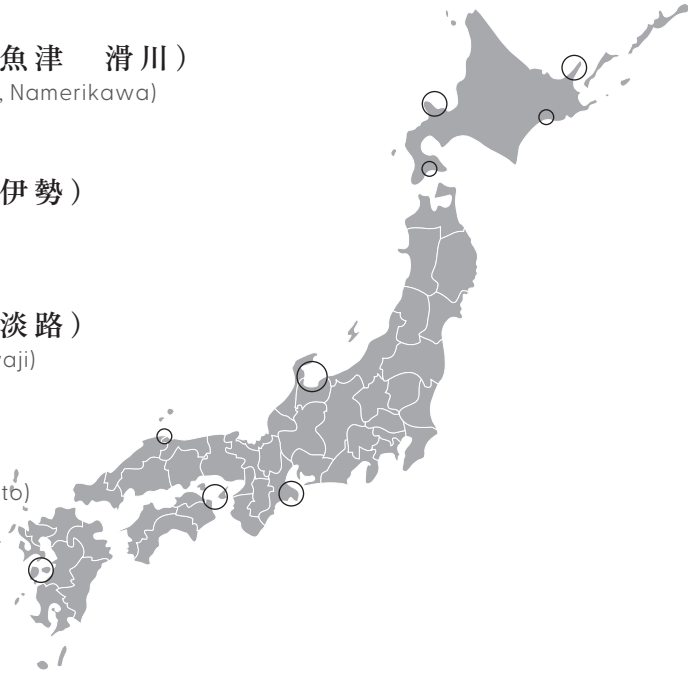 魚津　滑川）
, Namerikawa)
伊勢）
淡路）
aji)
to)